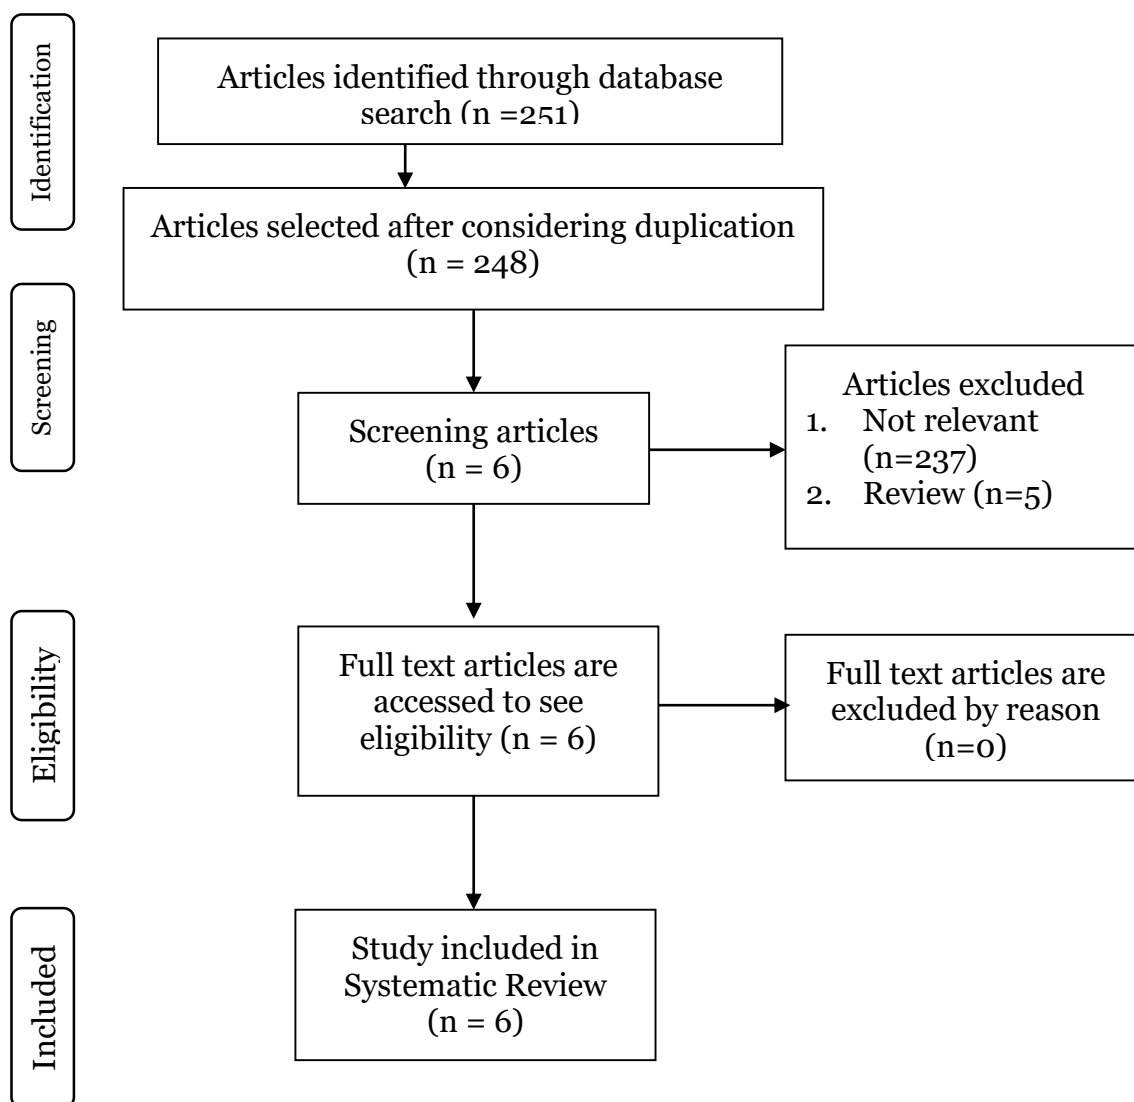 Identification
Articles identified through database
search (n =251)
Articles selected after considering duplication
(n = 248)
Screening
Screening articles
(n = 6)
Articles excluded
1. Not relevant
(n=237)
2. Review (n=5)
Eligibility
Full text articles are
accessed to see
eligibility (n = 6)
Full text articles are
excluded by reason
(n=0)
Included
Study included in
Systematic Review
(n = 6)